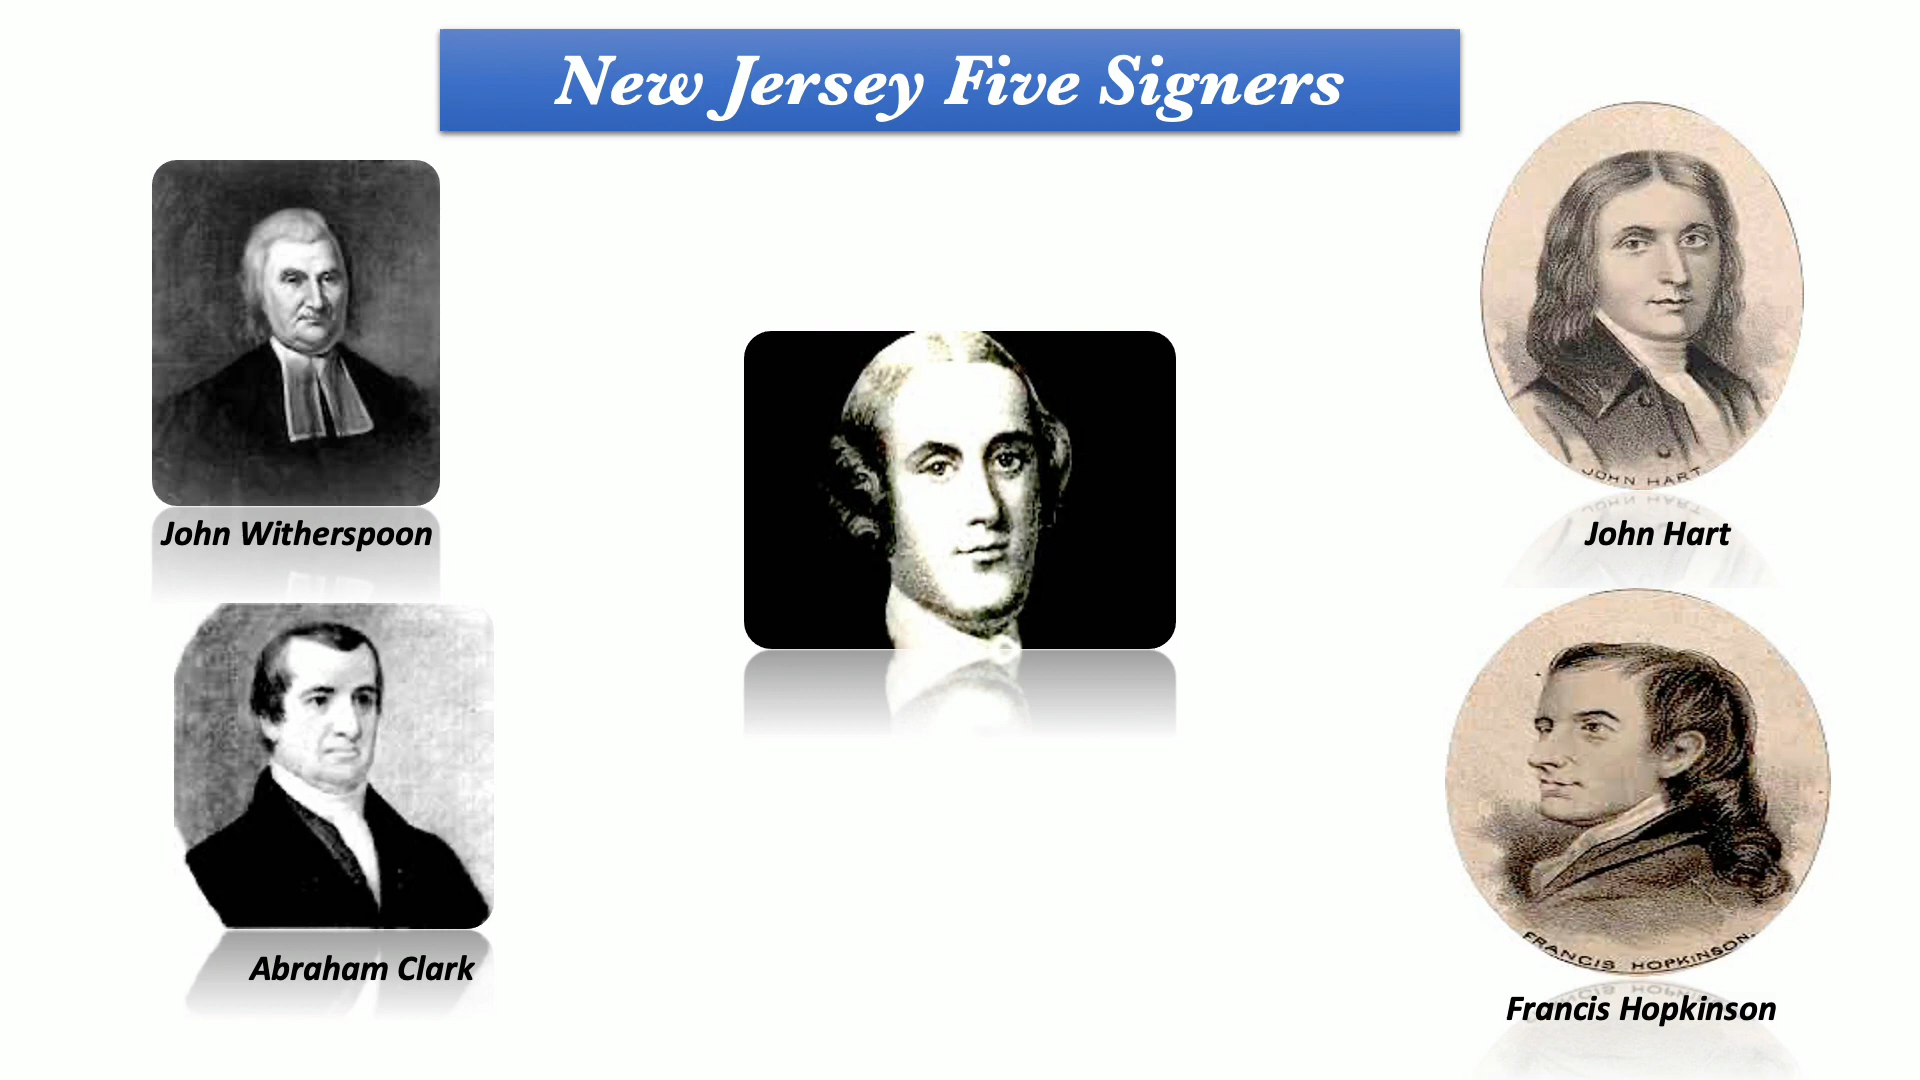 New Jersey Five Signers
JOHN HART
John Witherspoon
John Hart
FRANCIS HOPKINSON.
Abraham Clark
Francis Hopkinson